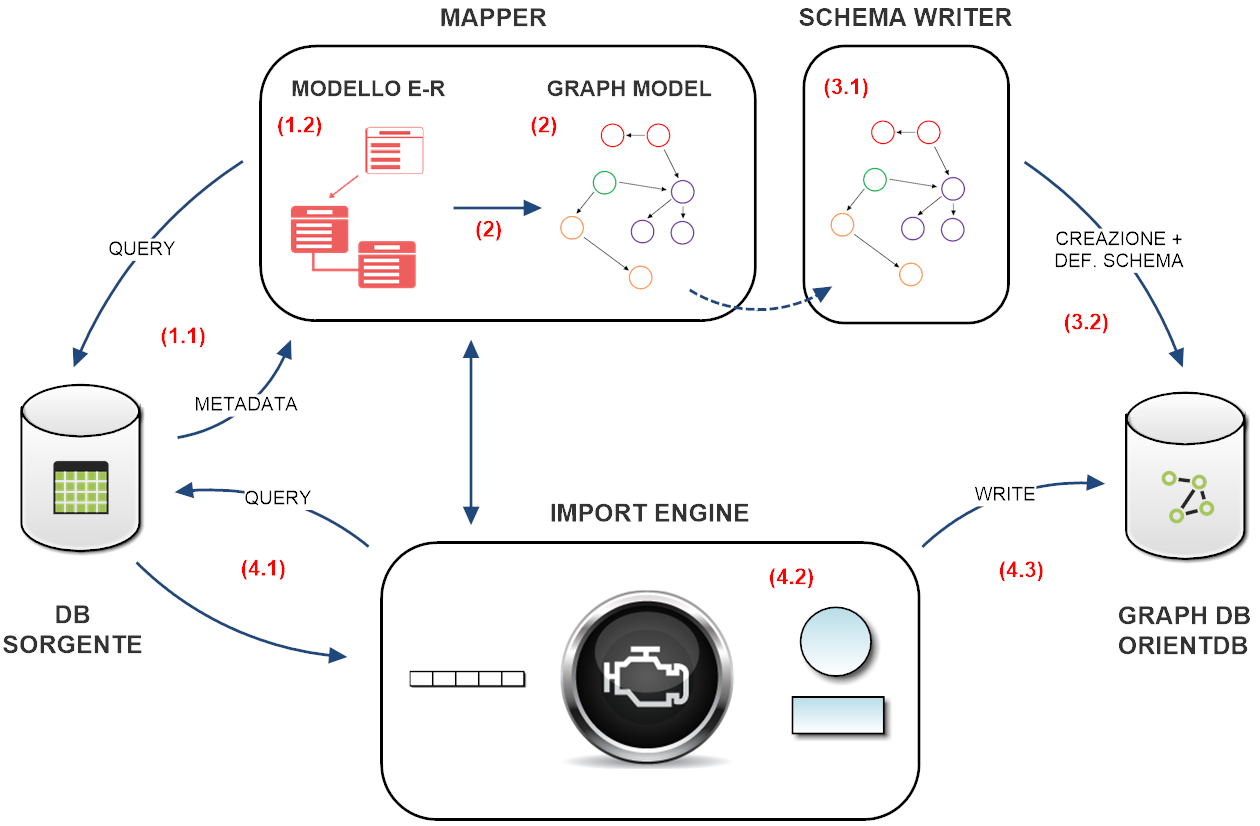 MAPPER
SCHEMA WRITER
MODELLO E-R
GRAPH MODEL
(3.1)
(1.2)
(2)
(2)
QUERY
CREAZIONE +
DEF. SCHEMA
(1.1)
(3.2)
METADATA
QUERY
WRITE
IMPORT ENGINE
(4.1)
(4.2)
(4.3)
DB
SORGENTE
GRAPH DB
ORIENTDB